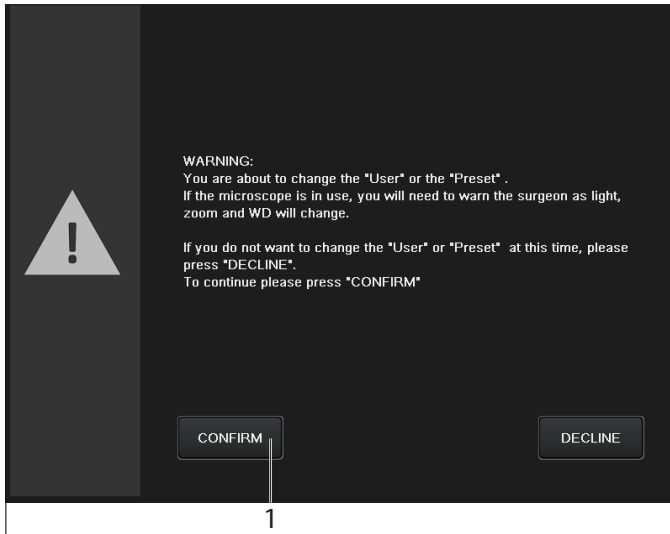 WARNING:
You are about to change the "User" or the "Preset" .
If the microscope is in use, you will need to warn the surgeon as light,
zoom and WD will change.
If you do not want to change the "User" or "Preset" at this time, please
press "DECLINE".
To continue please press "CONFIRM"
CONFIRM
DECLINE
1